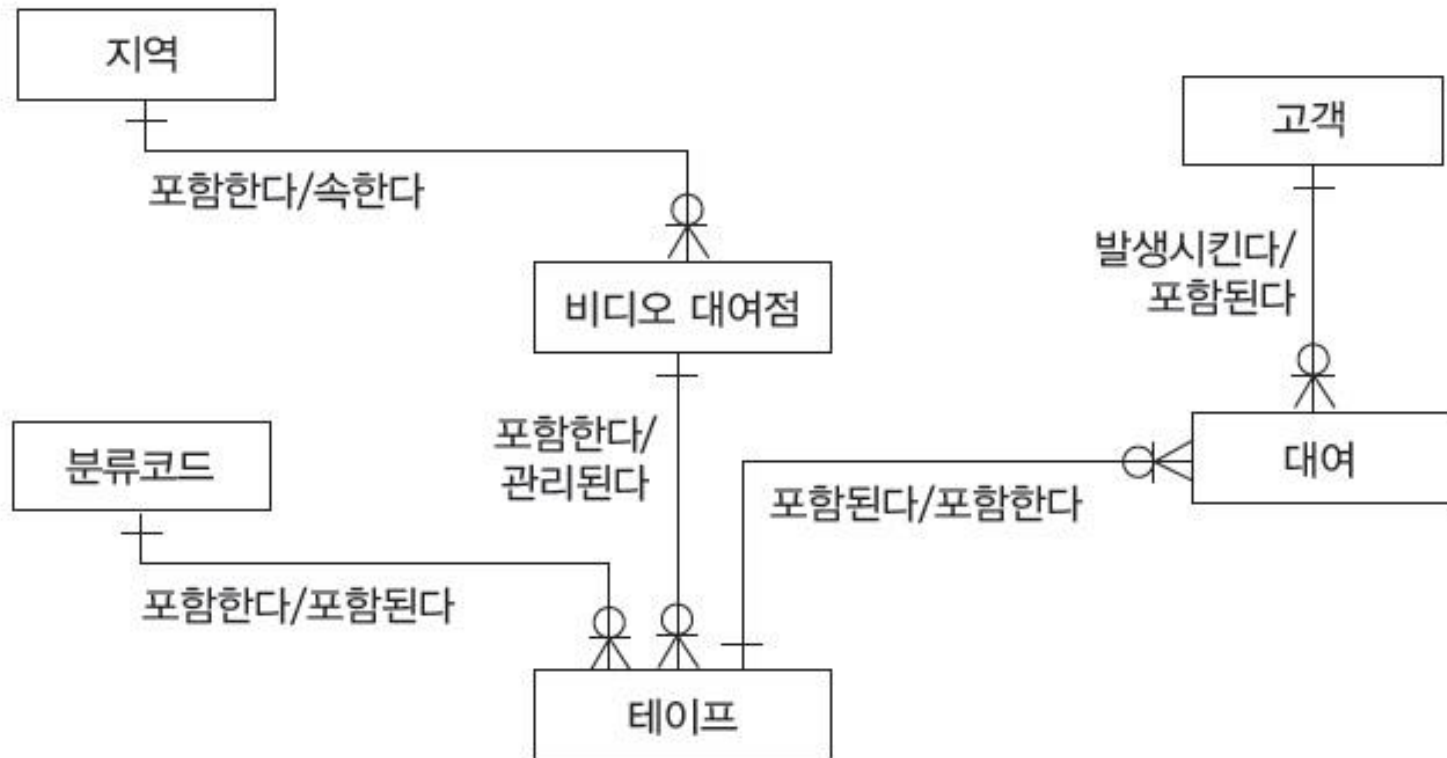 지역
고객
포함한다/속한다
발생시킨다/
포함된다
비디오 대여점
포함한다/
관리된다
분류코드
대여
포함된다/포함한다
포함한다/포함된다
테이프